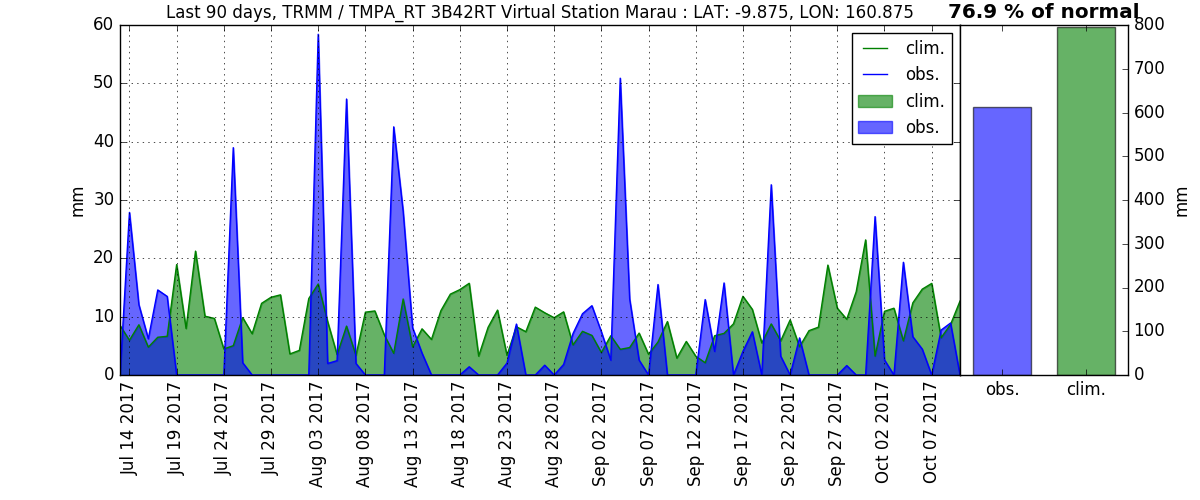 Last 90 days, TRMM / TMPA_RT 3B42RT Virtual Station Marau : LAT: -9.875, LON: 160.875
76.9 % of normal
mm
60
50
40
30
20
10
0
clim.
obs.
clim.
obs.
800
700
600
500
400
300
200
100
0
mm
Jul 14 2017
Jul 19 2017
Jul 24 2017
Jul 29 2017
Aug 03 2017
Aug 08 2017
Aug 13 2017
Aug 18 2017
Aug 23 2017
Aug 28 2017
Sep 02 2017
Sep 07 2017
Sep 12 2017
Sep 17 2017
Sep 22 2017
Sep 27 2017
Oct 02 2017
Oct 07 2017
obs.
clim.